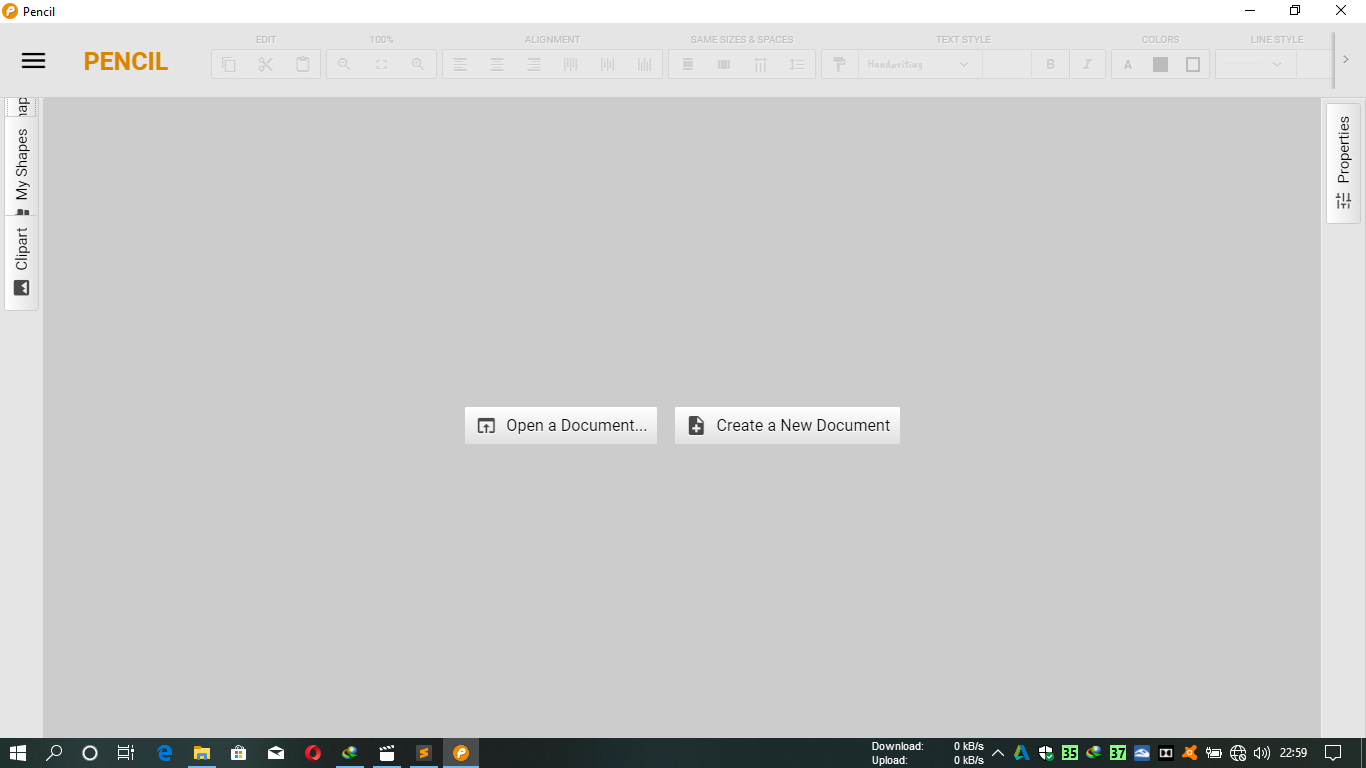 Pencil
EDIT
100%
ALIGNMENT
SAME SIZES & SPACES
TEXT STYLE
COLORS
LINE STYLE
PENCIL
Handwriting
B
I
A
My Shapes
Clipart
Properties
Open a Document...
Create a New Document
Download: 0 kB/s
Upload: 0 kB/s
35
37
22:59